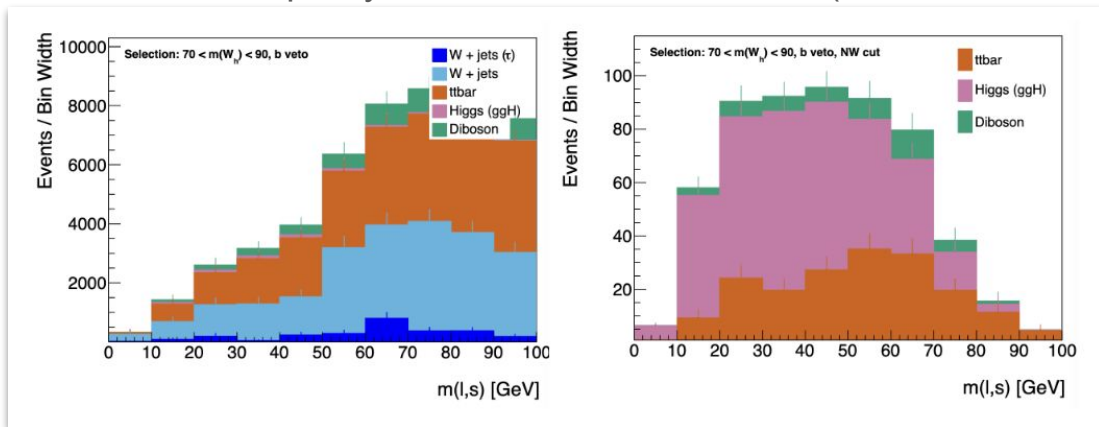 10000
8000
6000
4000
2000
Events / Bin Width
Selection: 70 < m(W_h) < 90, b veto
W + jets (τ)
W + jets
ttbar
Higgs (ggH)
Diboson
0 10 20 30 40 50 60 70 80 90 100
m(l,s) [GeV]
100
80
60
40
20
Events / Bin Width
Selection: 70 < m(W_h) < 90, b veto, NW cut
ttbar
Higgs (ggH)
Diboson
0 10 20 30 40 50 60 70 80 90 100
m(l,s) [GeV]